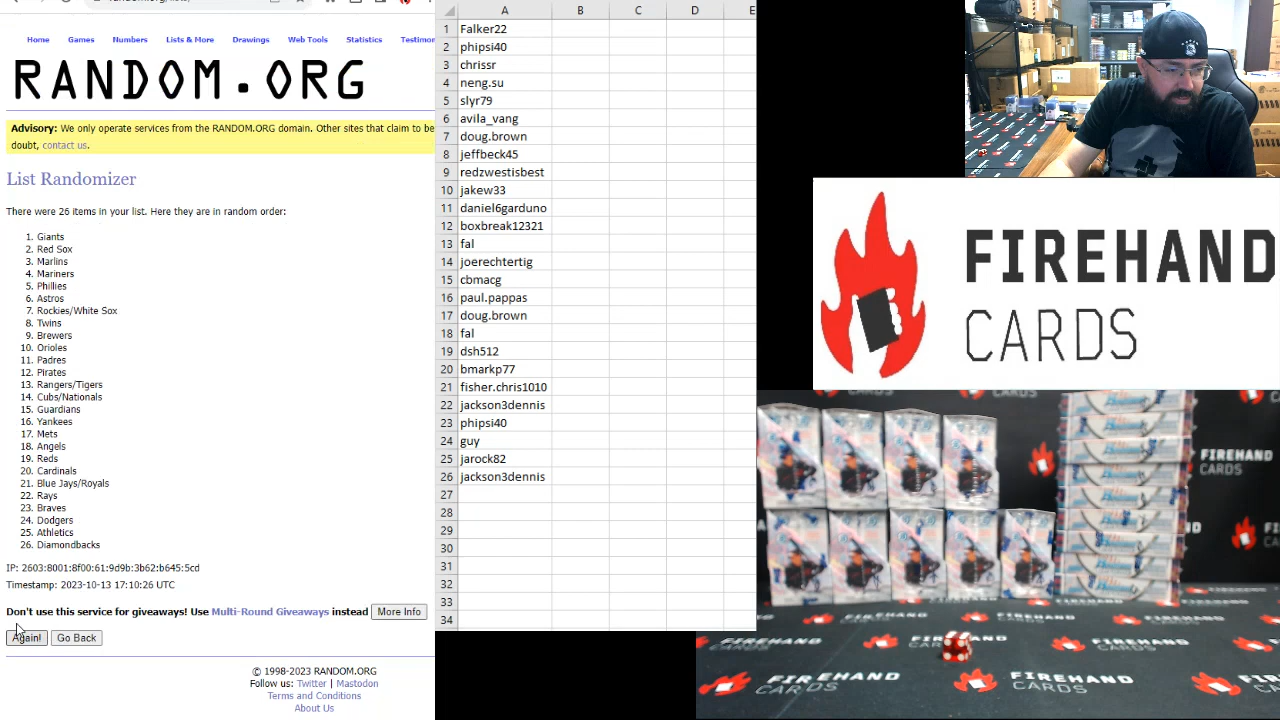 Home Games Numbers Lists & More Drawings Web Tools Statistics Testimor
RANDOM.ORG
Advisory: We only operate services from the RANDOM.ORG domain. Other sites that claim to be
doubt, contact us.
List Randomizer
There were 26 items in your list. Here they are in random order:
1. Giants
2. Red Sox
3. Marlins
4. Mariners
5. Phillies
6. Astros
7. Rockies/White Sox
8. Twins
9. Brewers
10. Orioles
11. Padres
12. Pirates
13. Rangers/Tigers
14. Cubs/Nationals
15. Guardians
16. Yankees
17. Mets
18. Angels
19. Reds
20. Cardinals
21. Blue Jays/Royals
22. Rays
23. Braves
24. Dodgers
25. Athletics
26. Diamondbacks
IP: 2603:8001:8f00:61:9d9b:3b62:b645:5cd
Timestamp: 2023-10-13 17:10:26 UTC
Don't use this service for giveaways! Use Multi-Round Giveaways instead More Info
Again! Go Back
© 1998-2023 RANDOM.ORG
Follow us: Twitter | Mastodon
Terms and Conditions
About Us
A B C D E
1 Falker22
2 phipsi40
3 chrissr
4 neng.su
5 slyr79
6 avila_vang
7 doug.brown
8 jeffbeck45
9 redzwestisbest
10 jakew33
11 daniel6garduno
12 boxbreak12321
13 fal
14 joerechtertig
15 cbmacg
16 paul.pappas
17 doug.brown
18 fal
19 dsh512
20 bmarkp77
21 fisher.chris1010
22 jackson3dennis
23 phipsi40
24 guy
25 jarock82
26 jackson3dennis
27
28
29
30
31
32
33
34
FIREHAND
CARDS
FIREHAND
CARDS
FIREHAND
CARDS
FIREHAND
CARDS